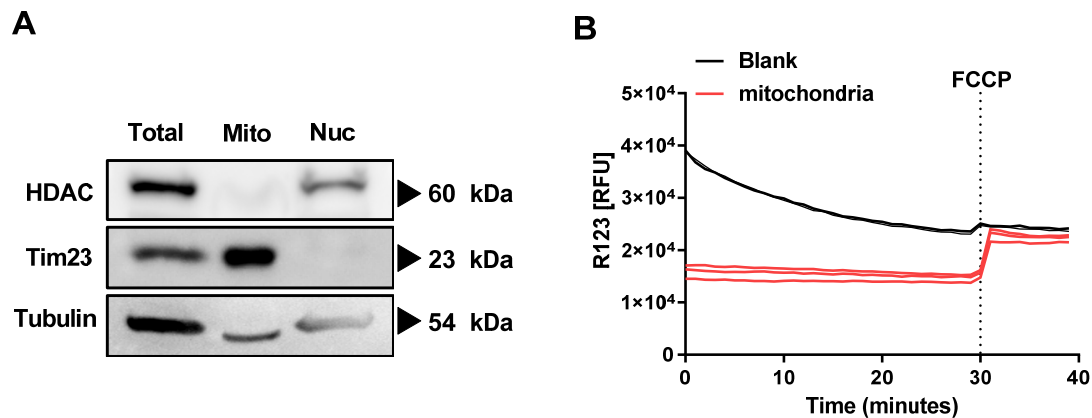 A
Total Mito Nuc
HDAC 60 kDa
Tim23 23 kDa
Tubulin 54 kDa
B
Blank
mitochondria
FCCP
5×10⁴
4×10⁴
3×10⁴
2×10⁴
1×10⁴
0
R123 [RFU]
0 10 20 30 40
Time (minutes)